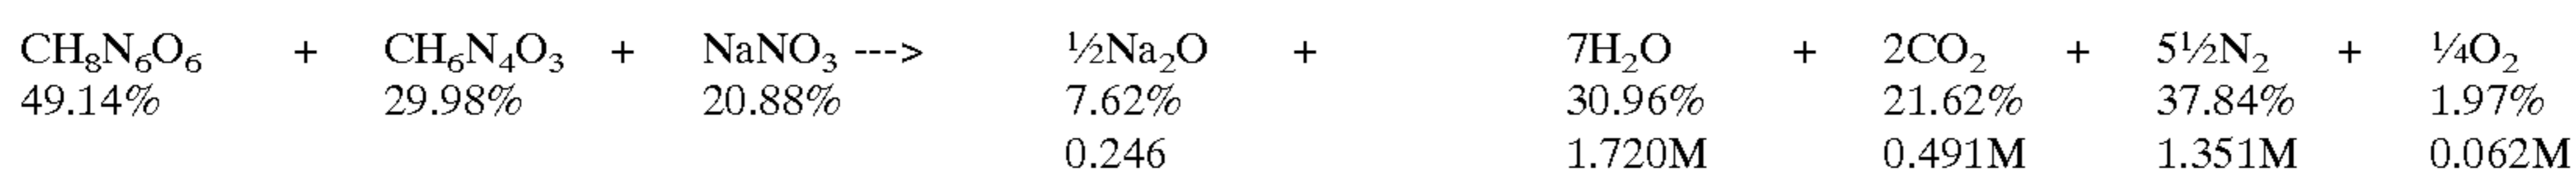 CH₈N₆O₆ + CH₆N₄O₃ + NaNO₃ ---> ½Na₂O + 7H₂O + 2CO₂ + 5½N₂ + ¼O₂
49.14% 29.98% 20.88% 7.62% 30.96% 21.62% 37.84% 1.97%
0.246 1.720M 0.491M 1.351M 0.062M